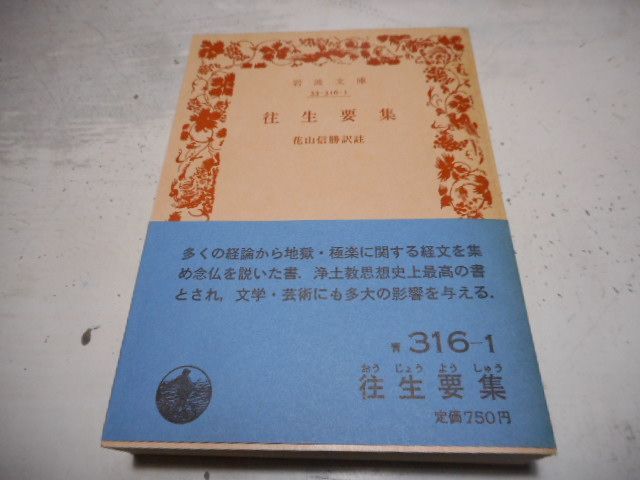 岩波文庫
33-316-1
往生要集
花山信勝訳註
多くの経論から地獄・極楽に関する経文を集
め念仏を説いた書．浄土教思想史上最高の書
とされ，文学・芸術にも多大の影響を与える．
青 316-1
おう じょう よう しゅう
往生要集
定価750円